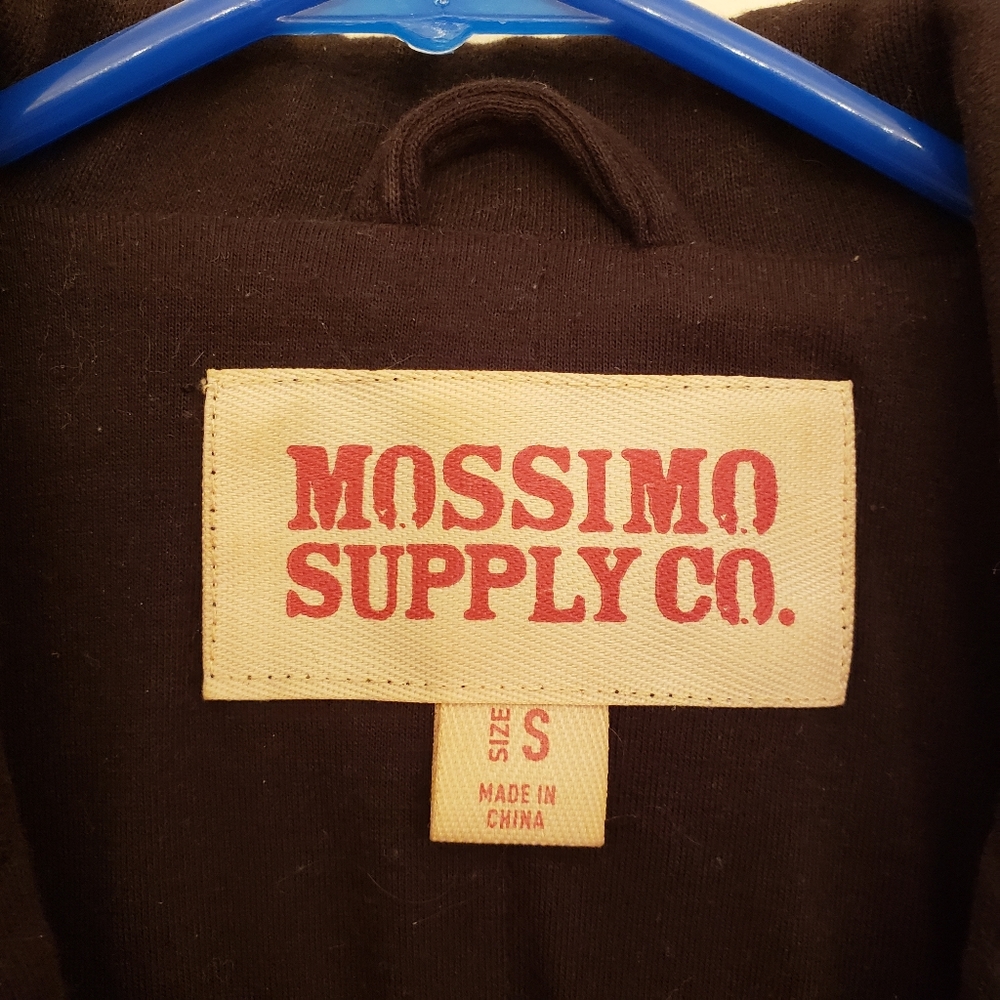 MOSSIMO
SUPPLY CO.
SIZE S
MADE IN
CHINA